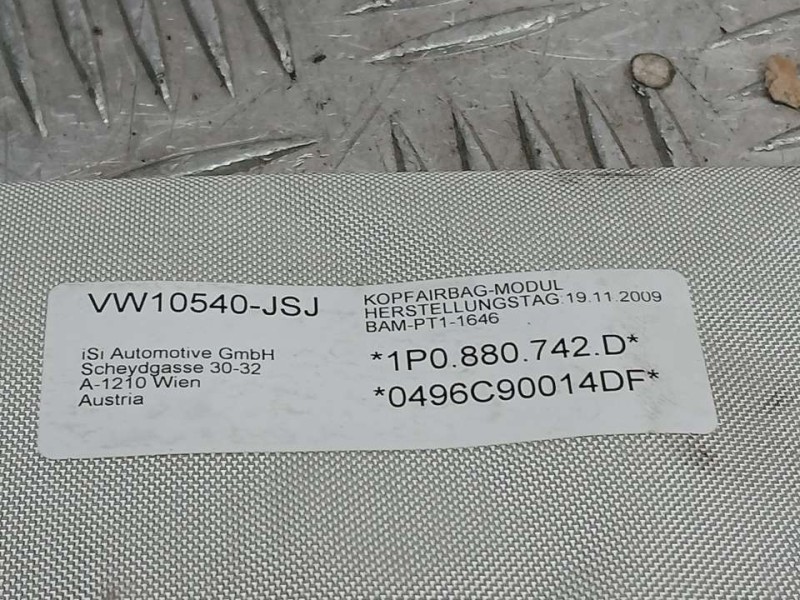 VW10540-JSJ
iSi Automotive GmbH
Scheydgasse 30-32
A-1210 Wien
Austria
KOPFAIRBAG-MODUL
HERSTELLUNGSTAG:19.11.2009
BAM-PT1-1646
*1P0.880.742.D*
*0496C90014DF*